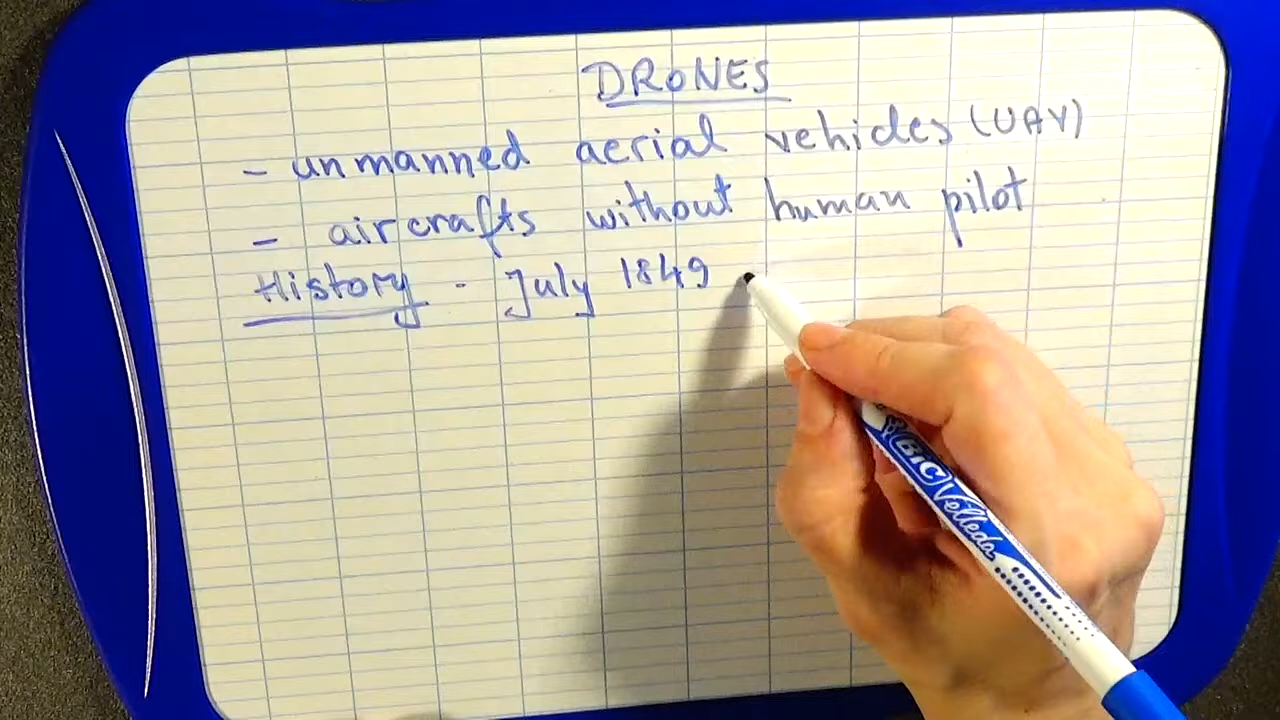 DRONES
- unmanned aerial vehicles (UAV)
- aircrafts without human pilot
History - July 1849
BIC Velleda